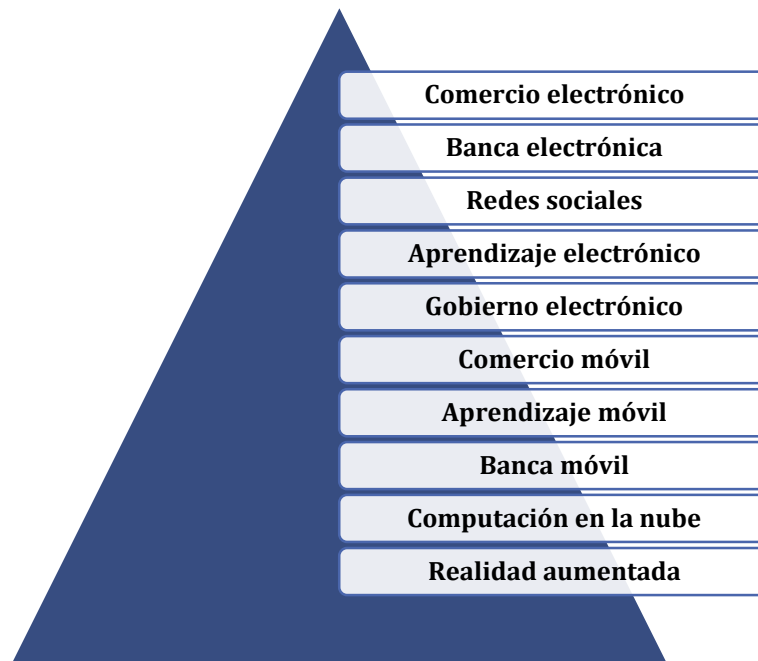 Comercio electrónico
Banca electrónica
Redes sociales
Aprendizaje electrónico
Gobierno electrónico
Comercio móvil
Aprendizaje móvil
Banca móvil
Computación en la nube
Realidad aumentada